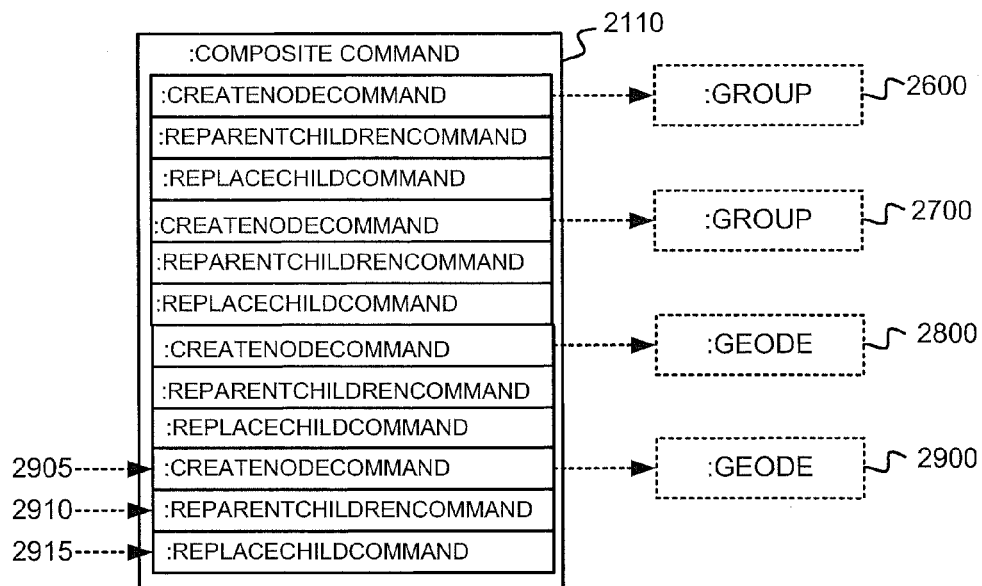 2110
:COMPOSITE COMMAND
:CREATENODECOMMAND
:GROUP
2600
:REPARENTCHILDRENCOMMAND
:REPLACECHILDCOMMAND
:CREATENODECOMMAND
:GROUP
2700
:REPARENTCHILDRENCOMMAND
:REPLACECHILDCOMMAND
:CREATENODECOMMAND
:GEODE
2800
:REPARENTCHILDRENCOMMAND
:REPLACECHILDCOMMAND
2905
:CREATENODECOMMAND
:GEODE
2900
2910
:REPARENTCHILDRENCOMMAND
2915
:REPLACECHILDCOMMAND